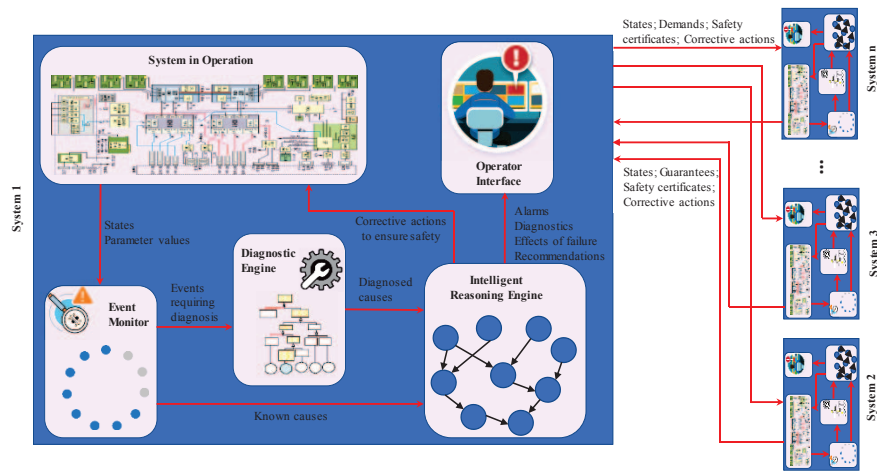 System in Operation
Operator
Interface
System 1
States
Parameter values
Corrective actions
to ensure safety
Alarms
Diagnostics
Effects of failure
Recommendations
Event
Monitor
Events
requiring
diagnosis
Diagnostic
Engine
Diagnosed
causes
Intelligent
Reasoning Engine
Known causes
States; Demands; Safety
certificates; Corrective actions
States; Guarantees;
Safety certificates;
Corrective actions
System n
...
System 3
System 2